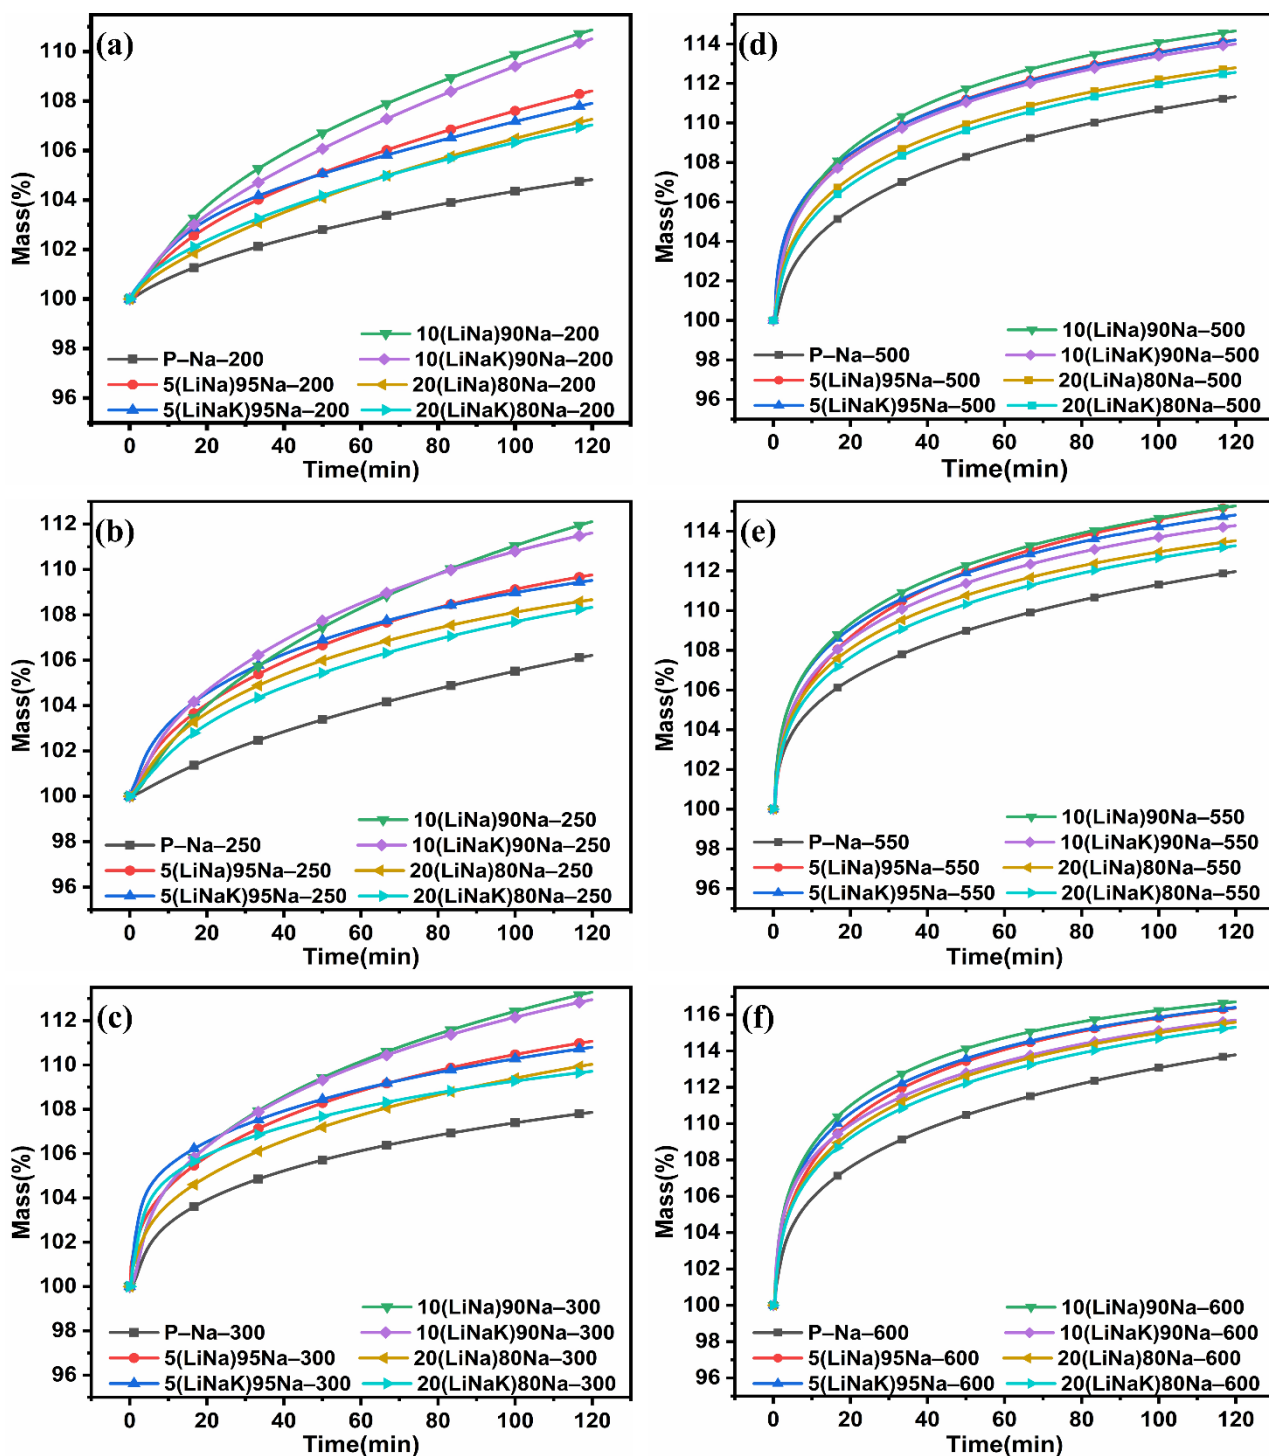 (a)
Mass(%)
110
108
106
104
102
100
98
96
10(LiNa)90Na–200
P–Na–200
10(LiNaK)90Na–200
5(LiNa)95Na–200
20(LiNa)80Na–200
5(LiNaK)95Na–200
20(LiNaK)80Na–200
0 20 40 60 80 100 120
Time(min)
(d)
Mass(%)
114
112
110
108
106
104
102
100
98
96
10(LiNa)90Na–500
P–Na–500
10(LiNaK)90Na–500
5(LiNa)95Na–500
20(LiNa)80Na–500
5(LiNaK)95Na–500
20(LiNaK)80Na–500
0 20 40 60 80 100 120
Time(min)
(b)
Mass(%)
112
110
108
106
104
102
100
98
96
10(LiNa)90Na–250
P–Na–250
10(LiNaK)90Na–250
5(LiNa)95Na–250
20(LiNa)80Na–250
5(LiNaK)95Na–250
20(LiNaK)80Na–250
0 20 40 60 80 100 120
Time(min)
(e)
Mass(%)
114
112
110
108
106
104
102
100
98
96
10(LiNa)90Na–550
P–Na–550
10(LiNaK)90Na–550
5(LiNa)95Na–550
20(LiNa)80Na–550
5(LiNaK)95Na–550
20(LiNaK)80Na–550
0 20 40 60 80 100 120
Time(min)
(c)
Mass(%)
112
110
108
106
104
102
100
98
96
10(LiNa)90Na–300
P–Na–300
10(LiNaK)90Na–300
5(LiNa)95Na–300
20(LiNa)80Na–300
5(LiNaK)95Na–300
20(LiNaK)80Na–300
0 20 40 60 80 100 120
Time(min)
(f)
Mass(%)
116
114
112
110
108
106
104
102
100
98
96
10(LiNa)90Na–600
P–Na–600
10(LiNaK)90Na–600
5(LiNa)95Na–600
20(LiNa)80Na–600
5(LiNaK)95Na–600
20(LiNaK)80Na–600
0 20 40 60 80 100 120
Time(min)